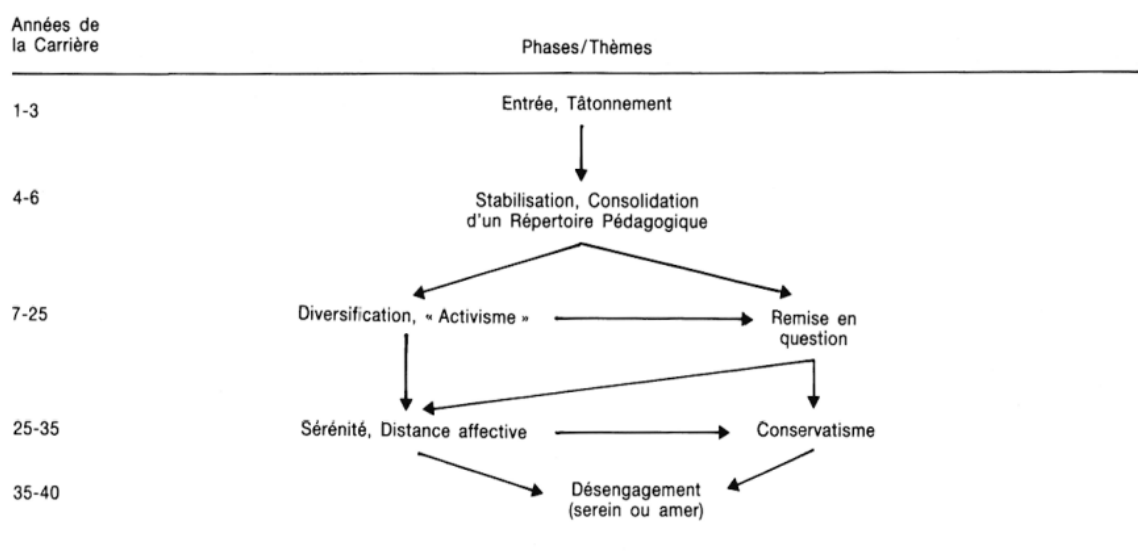 Années de
la Carrière
Phases/Thèmes
1-3
Entrée, Tâtonnement
4-6
Stabilisation, Consolidation
d'un Répertoire Pédagogique
7-25
Diversification, « Activisme »
Remise en
question
25-35
Sérénité, Distance affective
Conservatisme
35-40
Désengagement
(serein ou amer)